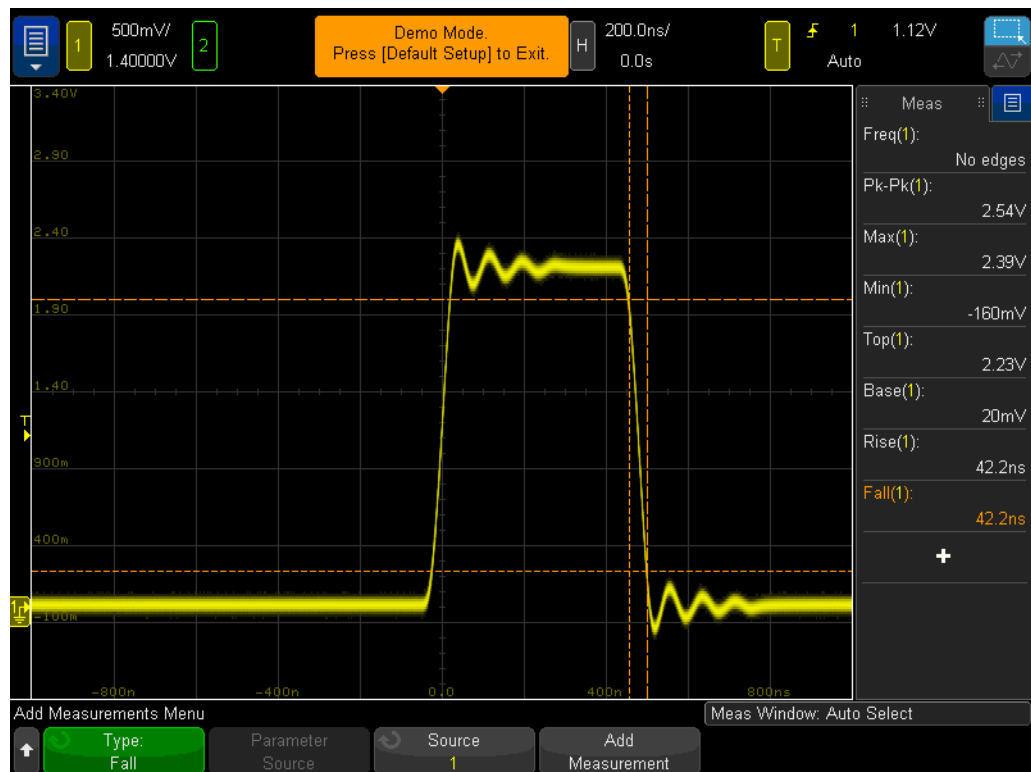 1
500mV/
1.40000V
2
Demo Mode.
Press [Default Setup] to Exit.
H
200.0ns/
0.0s
T
1
1.12V
Auto
3.40V
2.90
2.40
1.90
1.40
900m
400m
-100m
T
1
-800n
-400n
0.0
400n
800ns
Meas
Freq(1):
No edges
Pk-Pk(1):
2.54V
Max(1):
2.39V
Min(1):
-160mV
Top(1):
2.23V
Base(1):
20mV
Rise(1):
42.2ns
Fall(1):
42.2ns
+
Add Measurements Menu
Meas Window: Auto Select
Type:
Fall
Parameter
Source
Source
1
Add
Measurement